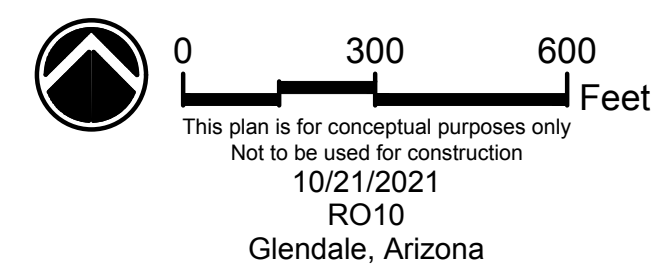 0 300 600
Feet
This plan is for conceptual purposes only
Not to be used for construction
10/21/2021
RO10
Glendale, Arizona